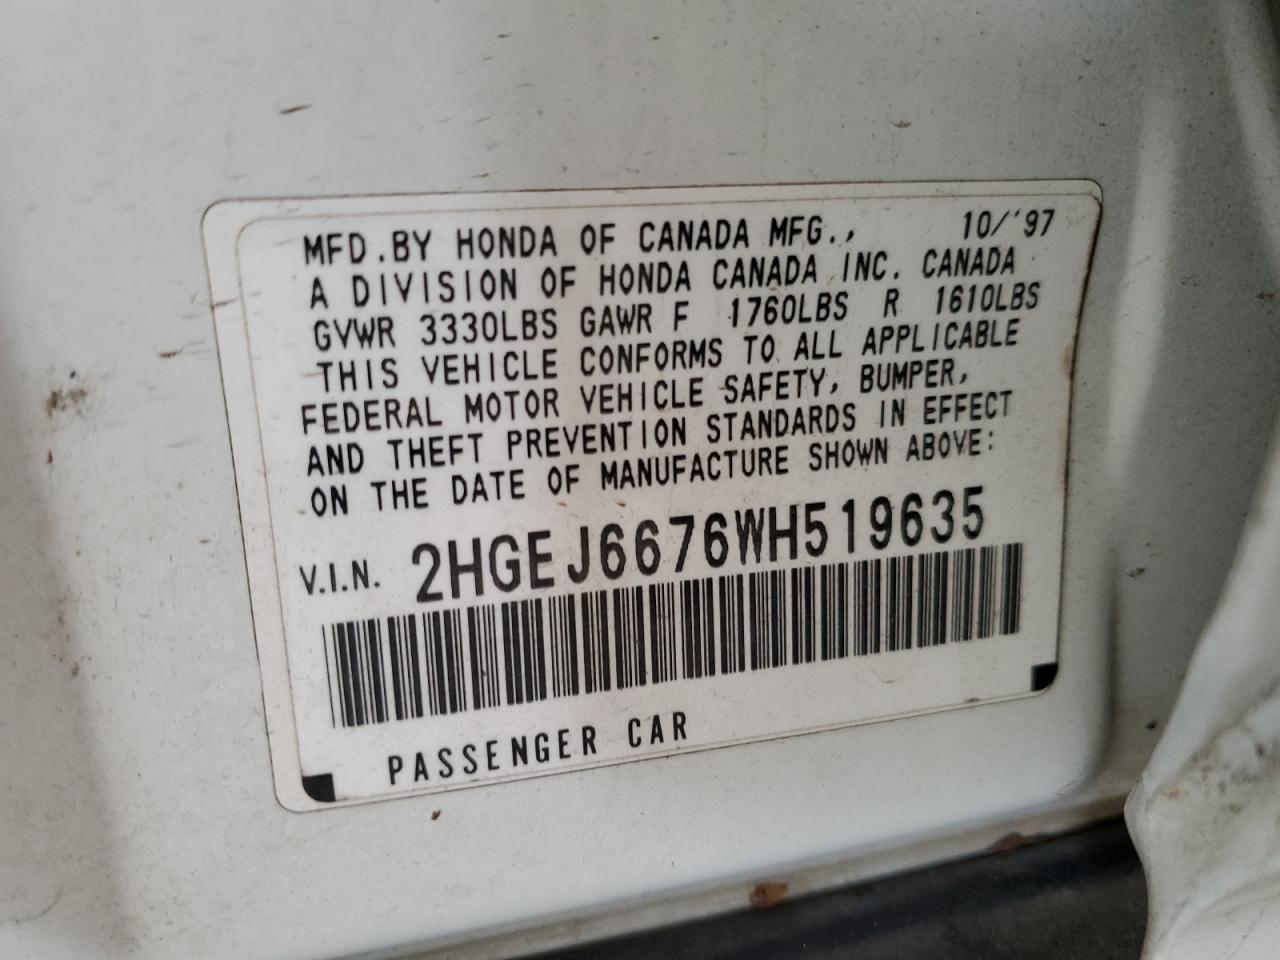 MFD.BY HONDA OF CANADA MFG., 10/'97
A DIVISION OF HONDA CANADA INC. CANADA
GVWR 3330LBS GAWR F 1760LBS R 1610LBS
THIS VEHICLE CONFORMS TO ALL APPLICABLE
FEDERAL MOTOR VEHICLE SAFETY, BUMPER,
AND THEFT PREVENTION STANDARDS IN EFFECT
ON THE DATE OF MANUFACTURE SHOWN ABOVE:
V.I.N. 2HGEJ6676WH519635
PASSENGER CAR